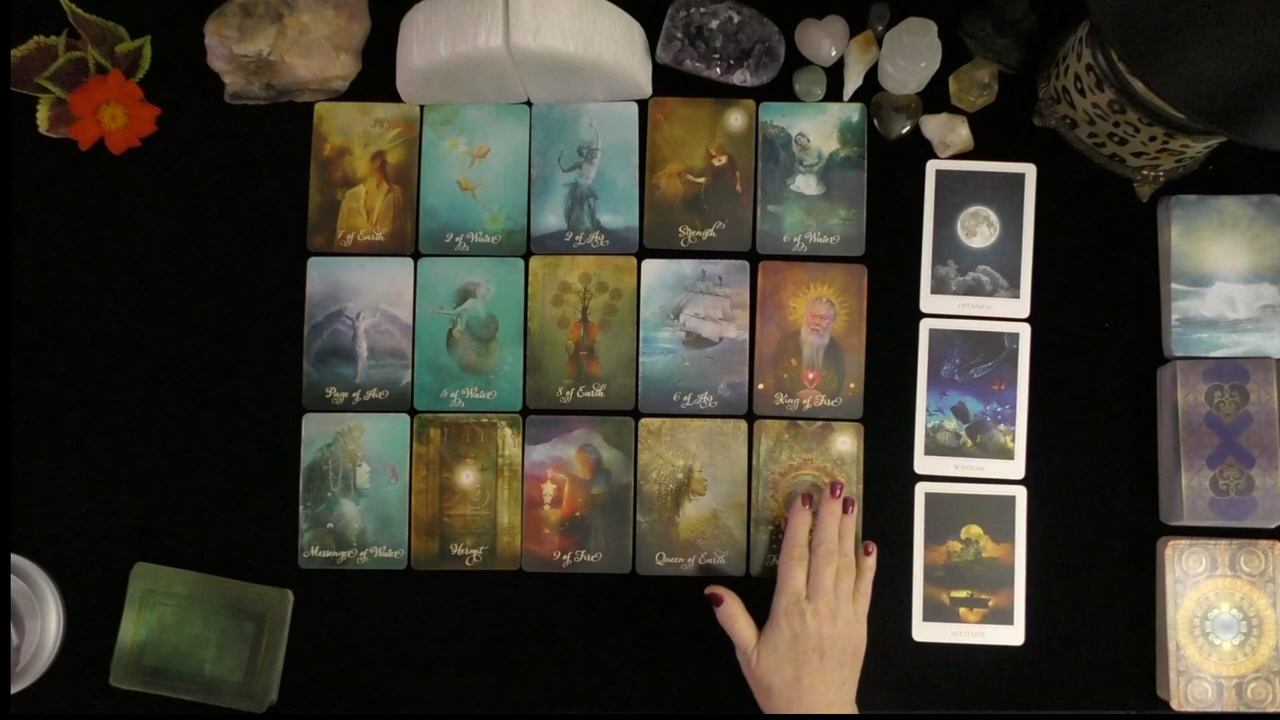 7 of Earth
2 of Water
2 of Air
Strength
6 of Water
Page of Air
5 of Water
8 of Earth
6 of Air
King of Fire
Messenger of Water
Hermit
9 of Fire
Queen of Earth
OPENNESS
WISDOM
SOLITUDE